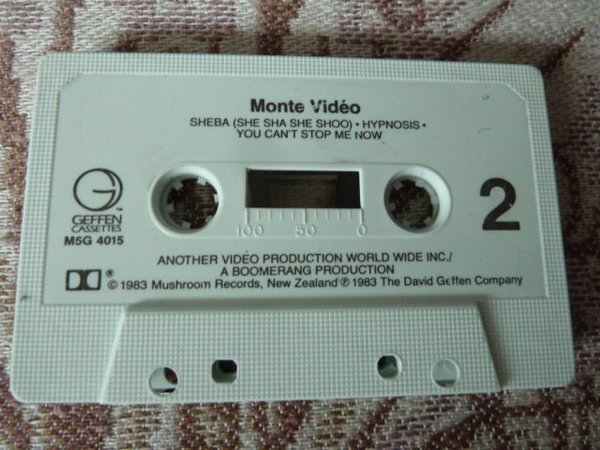 Monte Vidéo
SHEBA (SHE SHA SHE SHOO) • HYPNOSIS •
YOU CAN'T STOP ME NOW
G
GEFFEN
CASSETTES
™
M5G 4015
2
100 50 0
ANOTHER VIDÉO PRODUCTION WORLD WIDE INC./
A BOOMERANG PRODUCTION
® © 1983 Mushroom Records, New Zealand ℗ 1983 The David Geffen Company